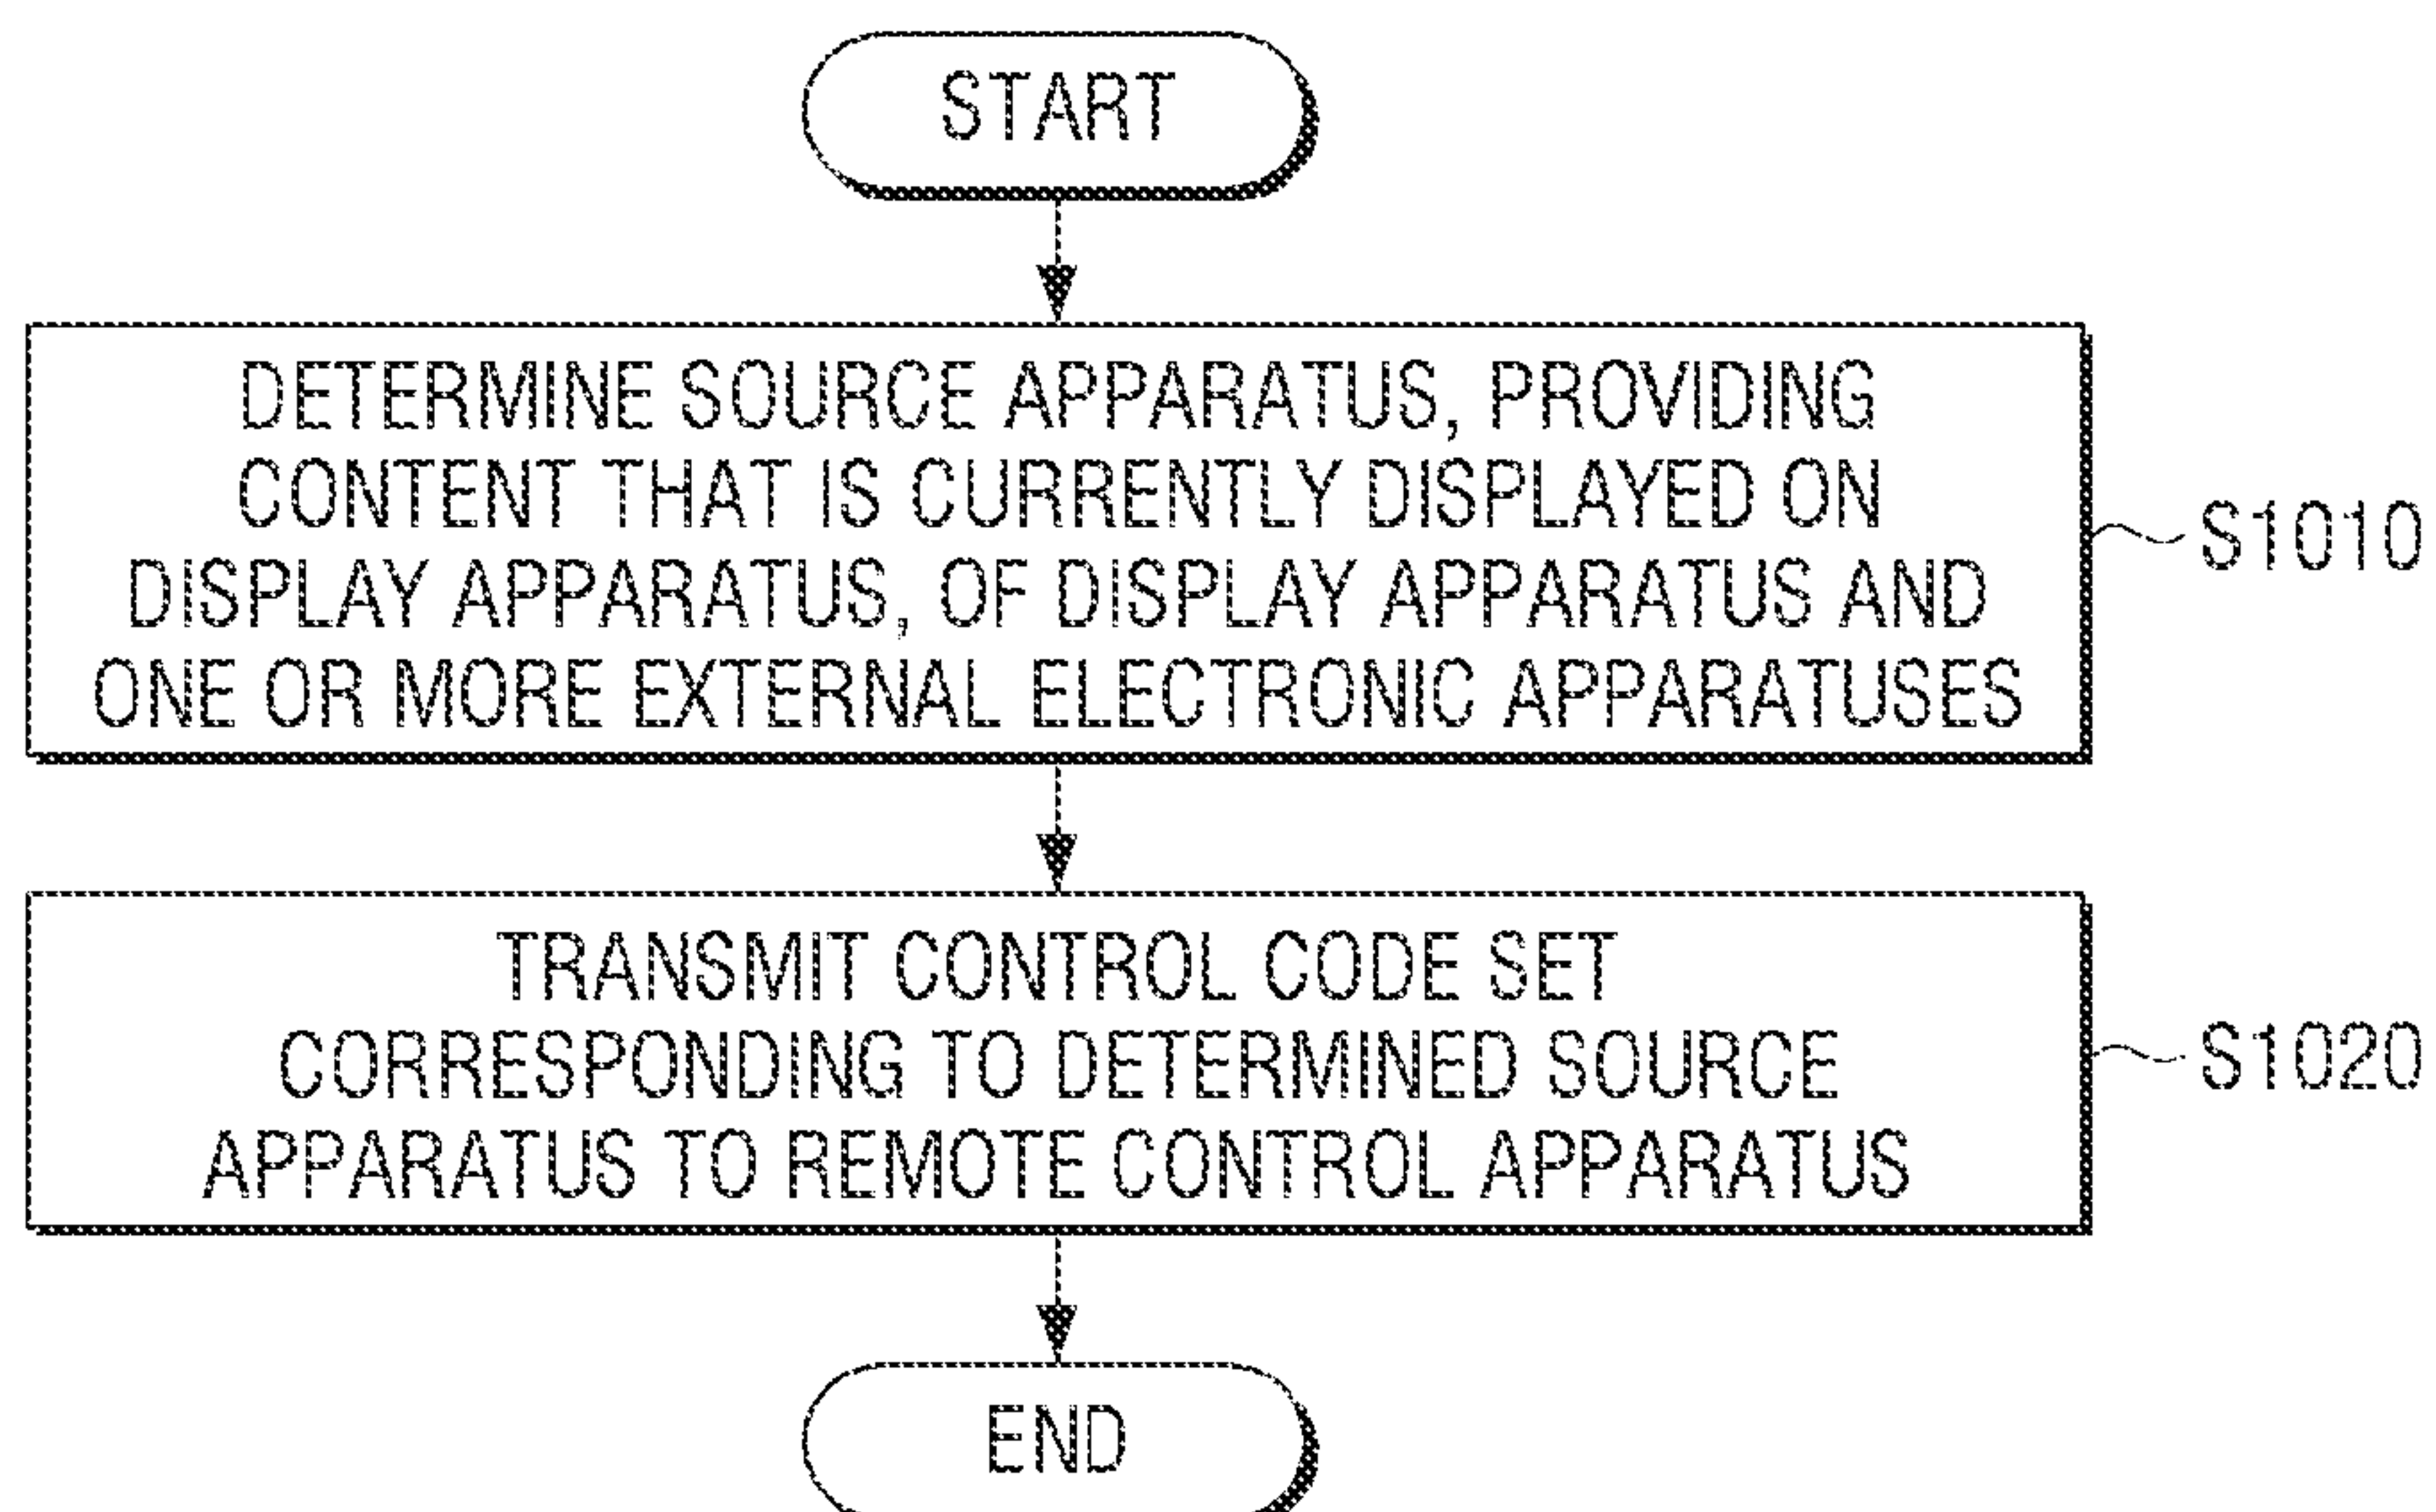 START
DETERMINE SOURCE APPARATUS, PROVIDING
CONTENT THAT IS CURRENTLY DISPLAYED ON
DISPLAY APPARATUS, OF DISPLAY APPARATUS AND
ONE OR MORE EXTERNAL ELECTRONIC APPARATUSES
S1010
TRANSMIT CONTROL CODE SET
CORRESPONDING TO DETERMINED SOURCE
APPARATUS TO REMOTE CONTROL APPARATUS
S1020
END